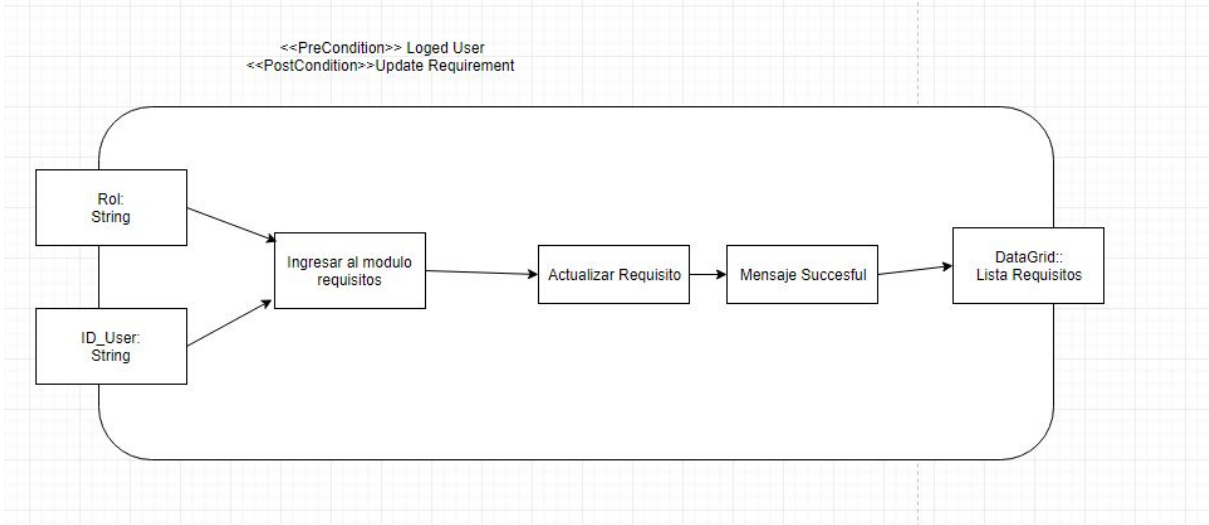 <<PreCondition>> Loged User
<<PostCondition>>Update Requirement
Rol:
String
Ingresar al modulo
requisitos
Actualizar Requisito
Mensaje Succesful
DataGrid::
Lista Requisitos
ID_User:
String